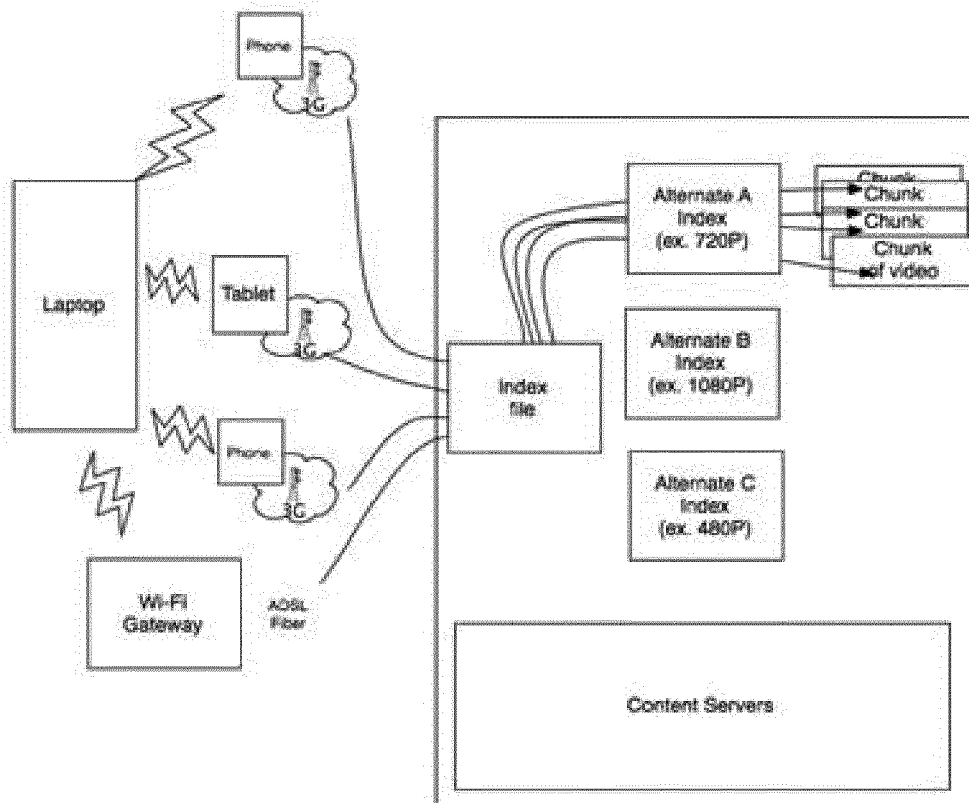 Phone
3G
Laptop
Tablet
3G
Phone
3G
Wi-Fi
Gateway
ADSL
Fiber
Index
file
Alternate A
Index
(ex. 720P)
Alternate B
Index
(ex. 1080P)
Alternate C
Index
(ex. 480P)
Chunk
Chunk
Chunk
Chunk
of video
Content Servers